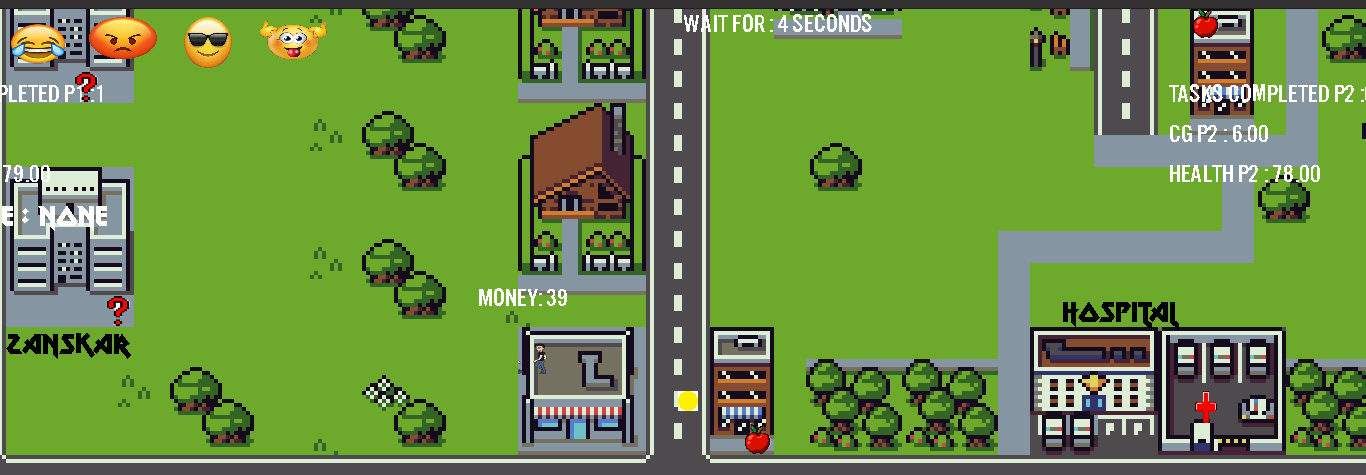 WAIT FOR : 4 SECONDS
PLETED P1 :1
TASKS COMPLETED P2 :
CG P2 : 6.00
79.00
HEALTH P2 : 78.00
E : NONE
MONEY: 39
HOSPITAL
ZANSKAR